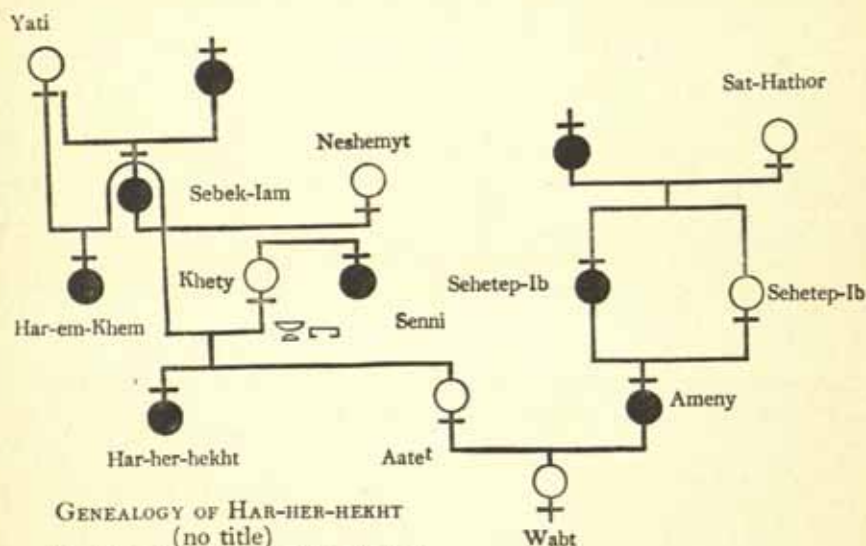 Yati
Sat-Hathor
Neshemyt
Sebek-Iam
Khety
Sehetep-Ib
Sehetep-Ib
Har-em-Khem
Senni
Ameny
Har-her-hekht
Aatet
GENEALOGY OF HAR-HER-HEKHT
(no title)
Wabt